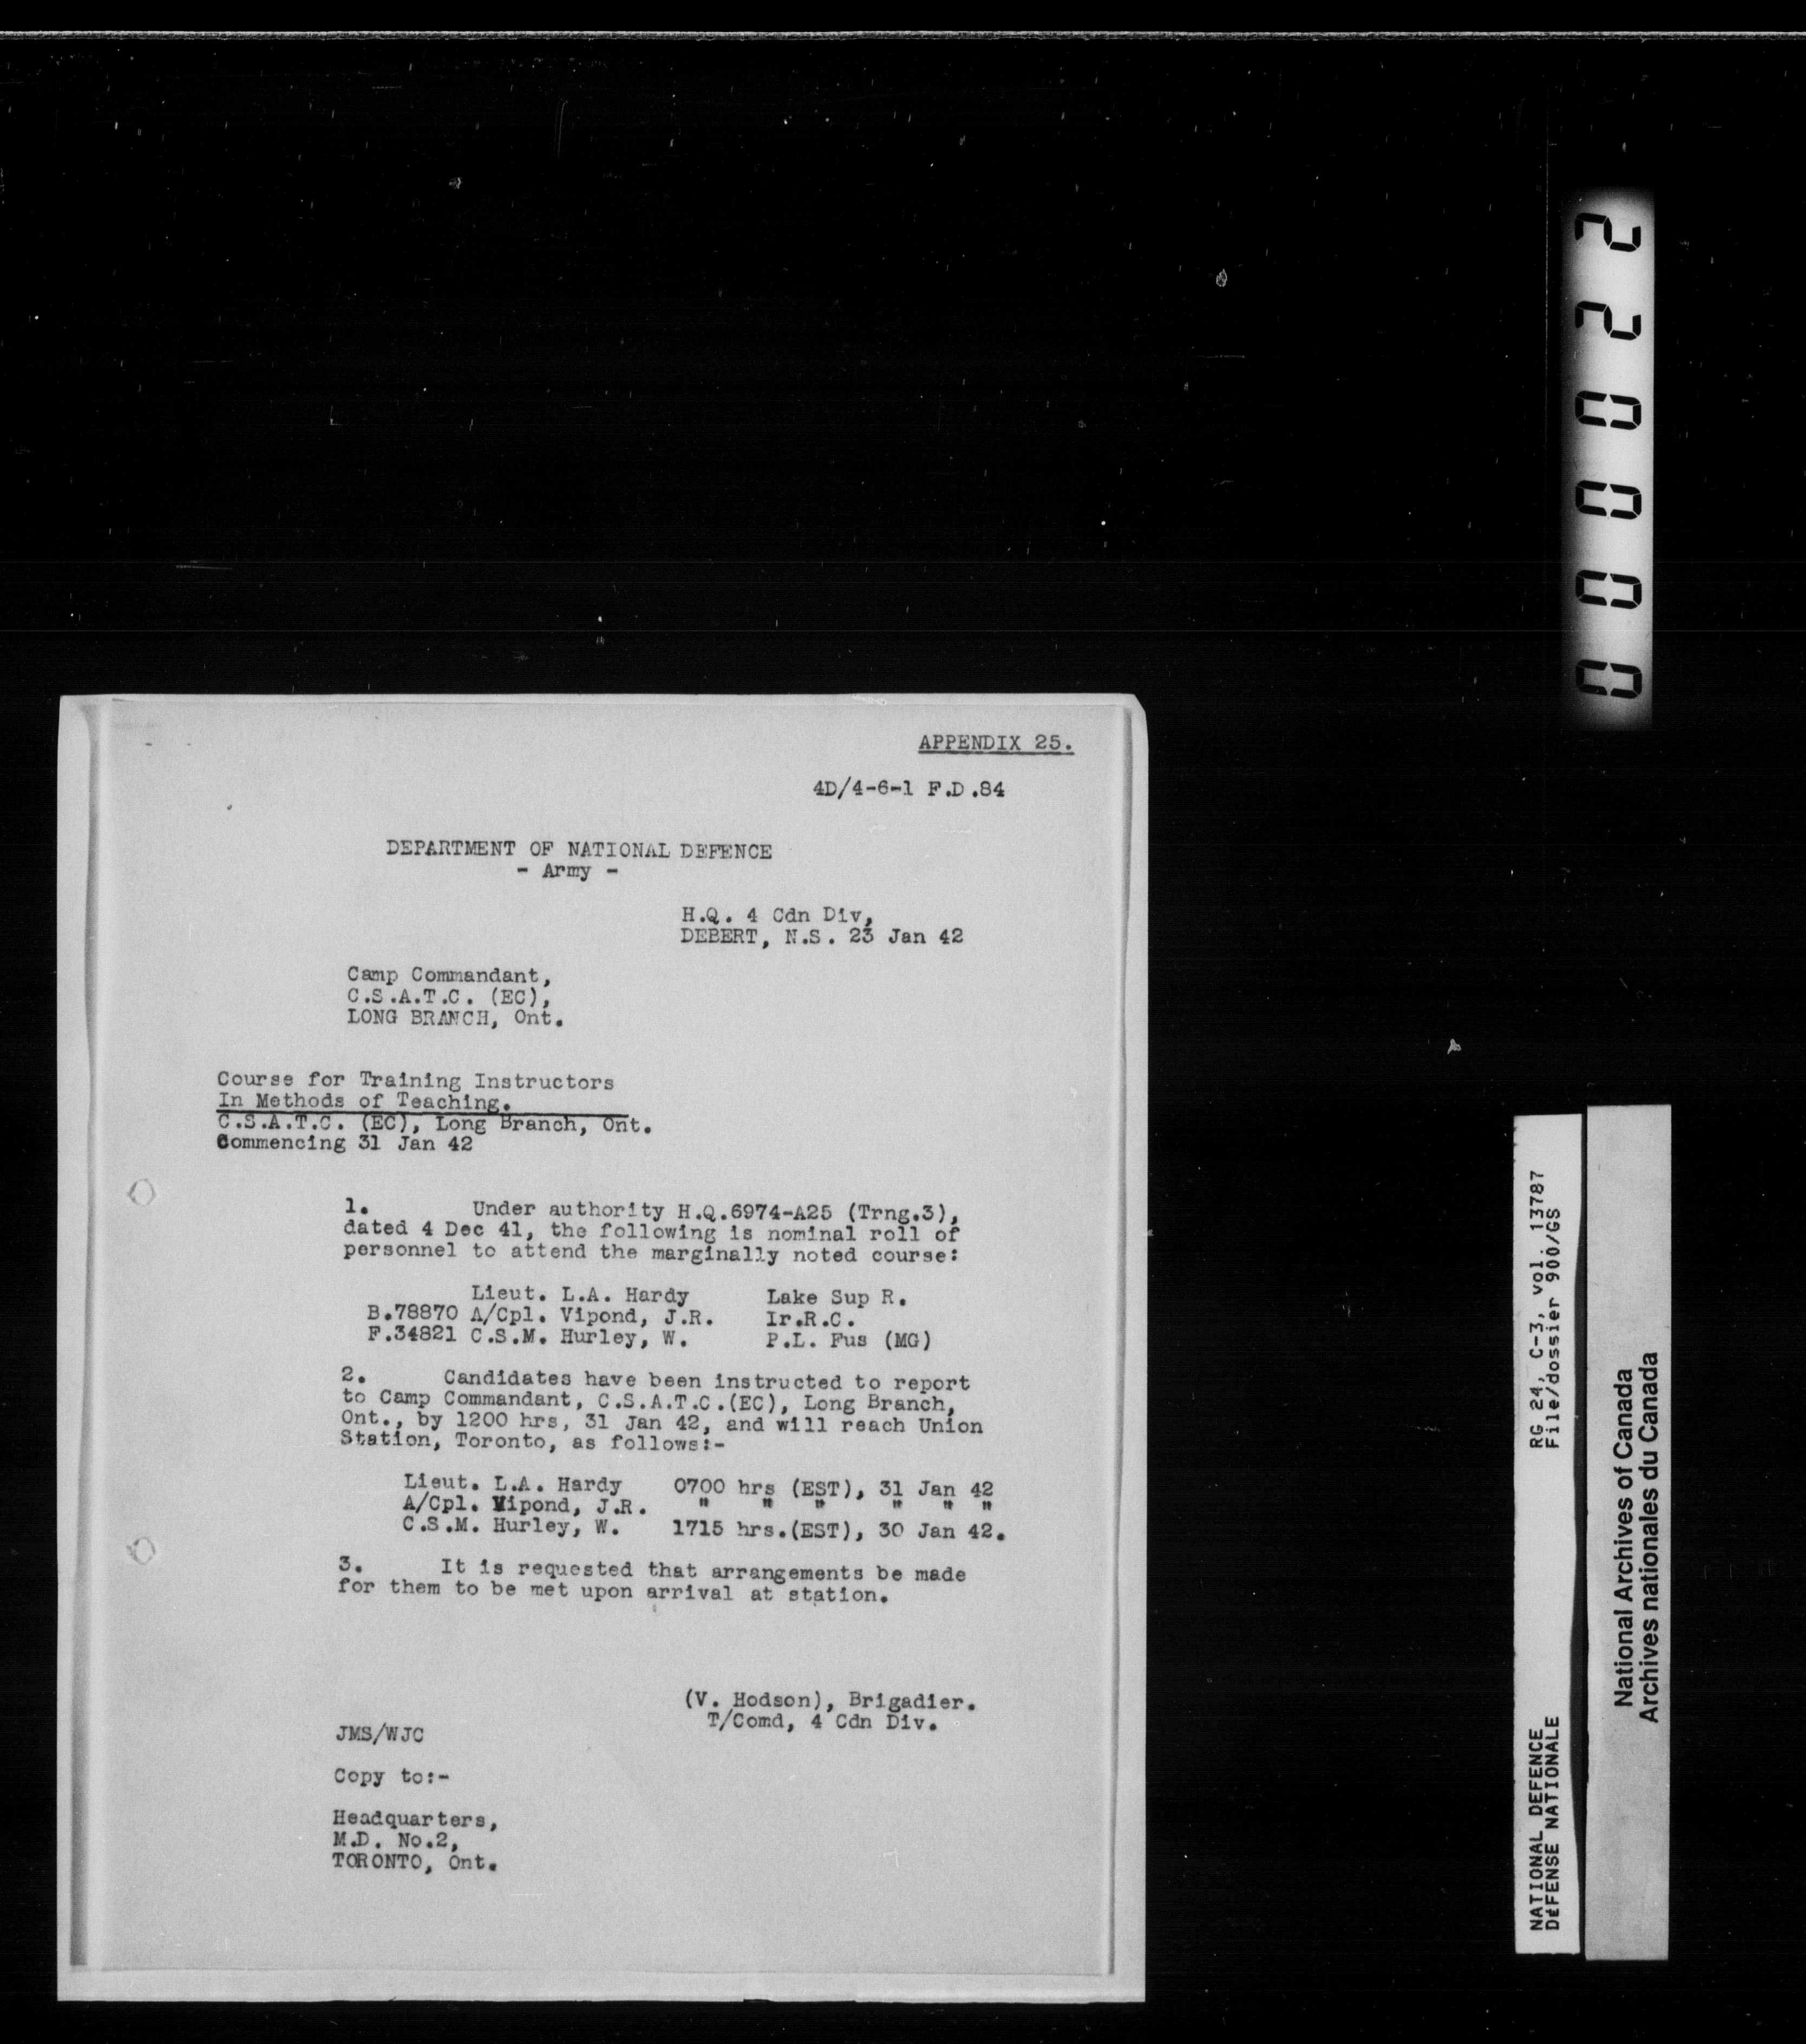 APPENDIX 25.
4D/4-6-1 F.D.84
DEPARTMENT OF NATIONAL DEFENCE
- Army -
H.Q. 4 Cdn Div,
DEBERT, N.S. 23 Jan 42
Camp Commandant,
C.S.A.T.C. (EC),
LONG BRANCH, Ont.
Course for Training Instructors
In Methods of Teaching.
C.S.A.T.C. (EC), Long Branch, Ont.
Commencing 31 Jan 42
1. Under authority H.Q.6974-A25 (Trng.3),
dated 4 Dec 41, the following is nominal roll of
personnel to attend the marginally noted course:
Lieut. L.A. Hardy Lake Sup R.
B.78870 A/Cpl. Vipond, J.R. Ir.R.C.
F.34821 C.S.M. Hurley, W. P.L. Fus (MG)
2. Candidates have been instructed to report
to Camp Commandant, C.S.A.T.C.(EC), Long Branch,
Ont., by 1200 hrs, 31 Jan 42, and will reach Union
Station, Toronto, as follows:-
Lieut. L.A. Hardy 0700 hrs (EST), 31 Jan 42
A/Cpl. Vipond, J.R. " " " " " "
C.S.M. Hurley, W. 1715 hrs.(EST), 30 Jan 42.
3. It is requested that arrangements be made
for them to be met upon arrival at station.
(V. Hodson), Brigadier.
T/Comd, 4 Cdn Div.
JMS/WJC
Copy to:-
Headquarters,
M.D. No.2,
TORONTO, Ont.
000022
NATIONAL DEFENCE RG 24, C-3, vol. 13787
DÉFENSE NATIONALE File/dossier 900/GS
National Archives of Canada
Archives nationales du Canada